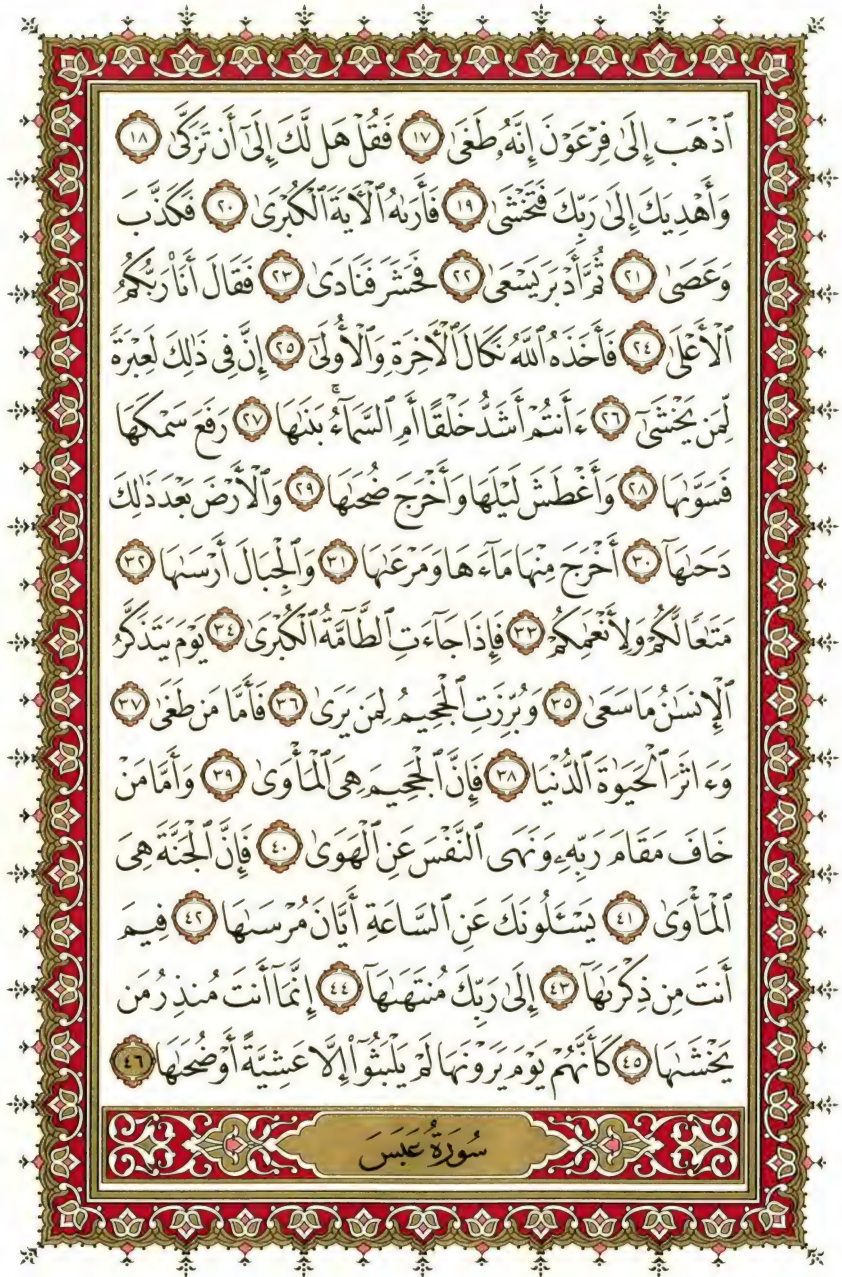 ٱذْهَبْ إِلَىٰ فِرْعَوْنَ إِنَّهُۥ طَغَىٰ ١٧ فَقُلْ هَل لَّكَ إِلَىٰٓ أَن تَزَكَّىٰ ١٨
وَأَهْدِيَكَ إِلَىٰ رَبِّكَ فَتَخْشَىٰ ١٩ فَأَرَىٰهُ ٱلْأَيَةَ ٱلْكُبْرَىٰ ٢٠ فَكَذَّبَ
وَعَصَىٰ ٢١ ثُمَّ أَدْبَرَ يَسْعَىٰ ٢٢ فَحَشَرَ فَنَادَىٰ ٢٣ فَقَالَ أَنَا۠ رَبُّكُمُ
ٱلْأَعْلَىٰ ٢٤ فَأَخَذَهُ ٱللَّهُ نَكَالَ ٱلْأَخِرَةِ وَٱلْأُولَىٰٓ ٢٥ إِنَّ فِى ذَٰلِكَ لَعِبْرَةً
لِّمَن يَخْشَىٰٓ ٢٦ ءَأَنتُمْ أَشَدُّ خَلْقًا أَمِ ٱلسَّمَآءُ ۚ بَنَىٰهَا ٢٧ رَفَعَ سَمْكَهَا
فَسَوَّىٰهَا ٢٨ وَأَغْطَشَ لَيْلَهَا وَأَخْرَجَ ضُحَىٰهَا ٢٩ وَٱلْأَرْضَ بَعْدَ ذَٰلِكَ
دَحَىٰهَآ ٣٠ أَخْرَجَ مِنْهَا مَآءَهَا وَمَرْعَىٰهَا ٣١ وَٱلْجِبَالَ أَرْسَىٰهَا ٣٢
مَتَٰعًا لَّكُمْ وَلِأَنْعَٰمِكُمْ ٣٣ فَإِذَا جَآءَتِ ٱلطَّآمَّةُ ٱلْكُبْرَىٰ ٣٤ يَوْمَ يَتَذَكَّرُ
ٱلْإِنسَٰنُ مَا سَعَىٰ ٣٥ وَبُرِّزَتِ ٱلْجَحِيمُ لِمَن يَرَىٰ ٣٦ فَأَمَّا مَن طَغَىٰ ٣٧
وَءَاثَرَ ٱلْحَيَوٰةَ ٱلدُّنْيَا ٣٨ فَإِنَّ ٱلْجَحِيمَ هِىَ ٱلْمَأْوَىٰ ٣٩ وَأَمَّا مَنْ
خَافَ مَقَامَ رَبِّهِۦ وَنَهَى ٱلنَّفْسَ عَنِ ٱلْهَوَىٰ ٤٠ فَإِنَّ ٱلْجَنَّةَ هِىَ
ٱلْمَأْوَىٰ ٤١ يَسْـَٔلُونَكَ عَنِ ٱلسَّاعَةِ أَيَّانَ مُرْسَىٰهَا ٤٢ فِيمَ
أَنتَ مِن ذِكْرَىٰهَآ ٤٣ إِلَىٰ رَبِّكَ مُنتَهَىٰهَآ ٤٤ إِنَّمَآ أَنتَ مُنذِرُ مَن
يَخْشَىٰهَا ٤٥ كَأَنَّهُمْ يَوْمَ يَرَوْنَهَا لَمْ يَلْبَثُوٓا۟ إِلَّا عَشِيَّةً أَوْ ضُحَىٰهَا ٤٦
سُورَةُ عَبَسَ